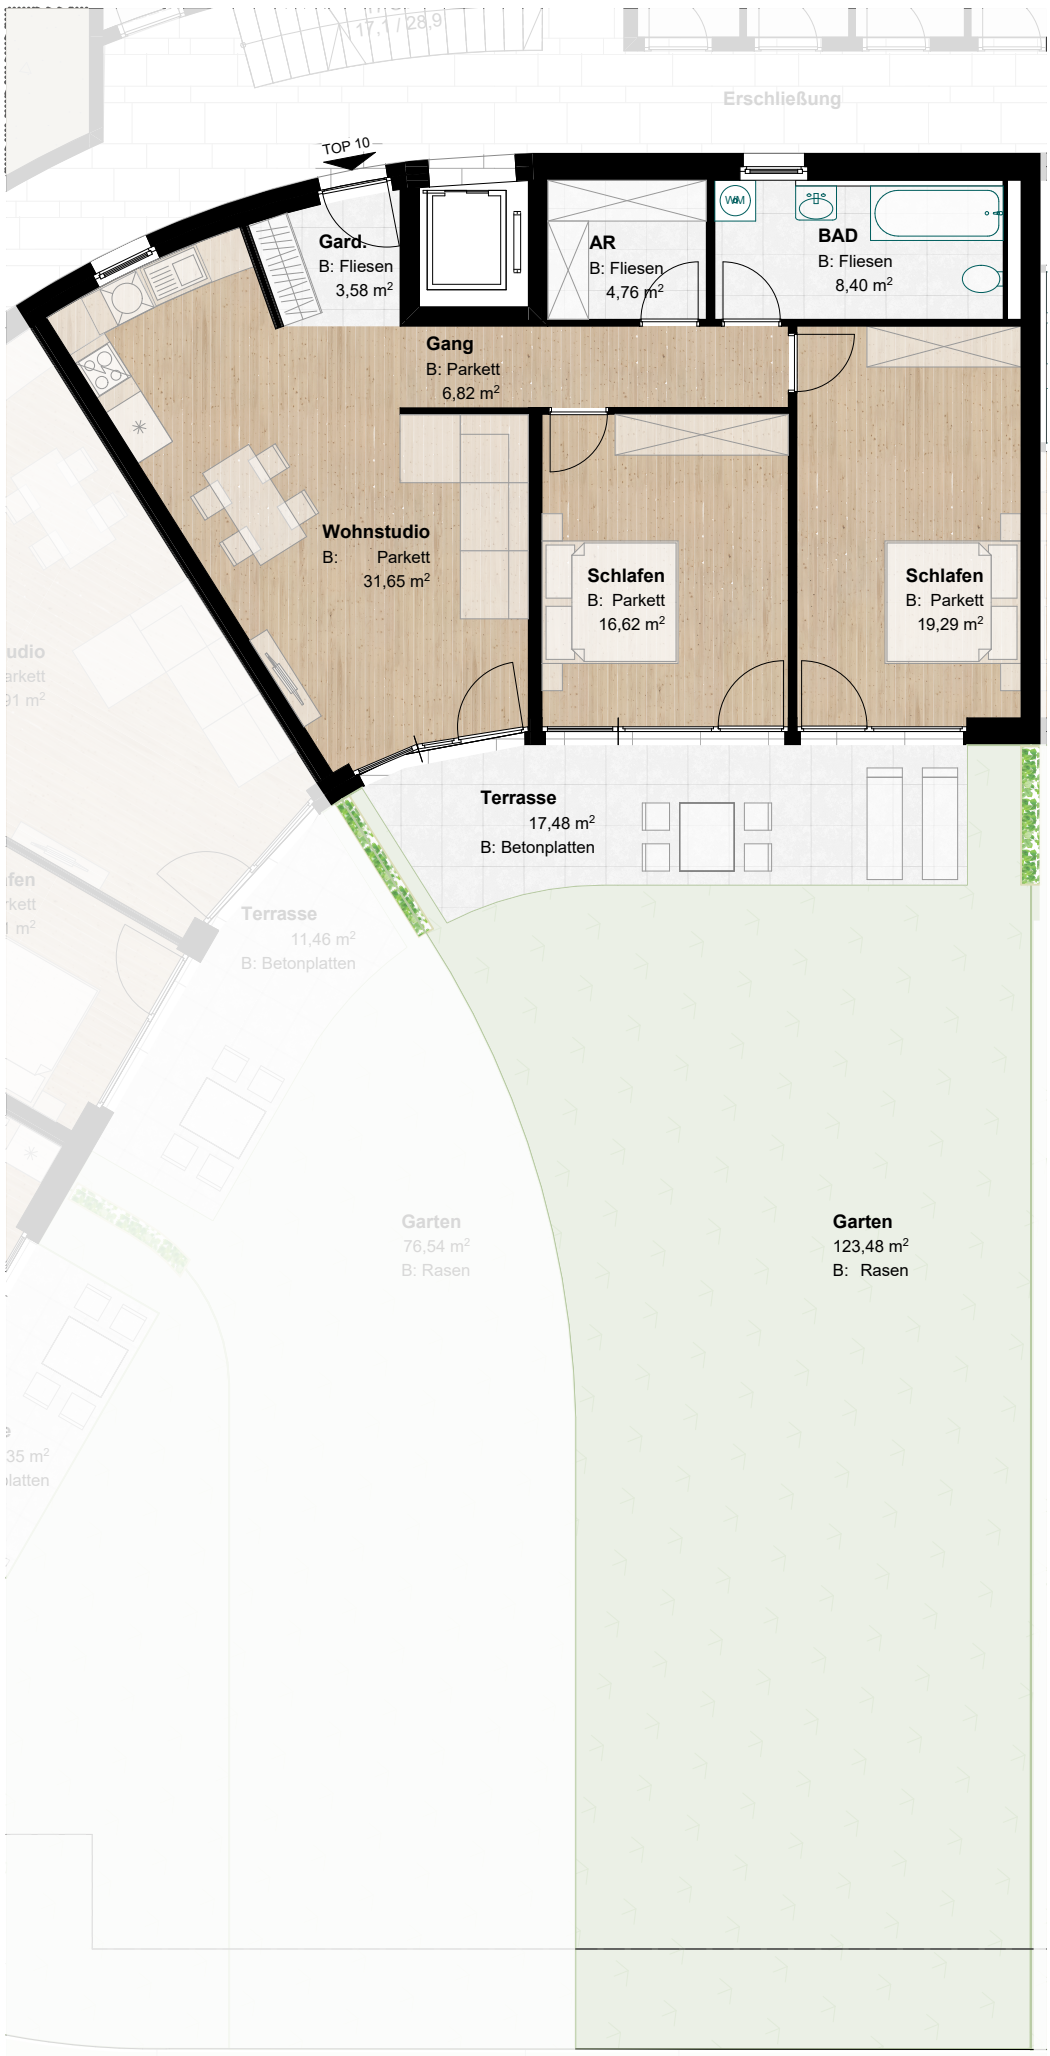 17,1 / 28,9
Erschließung
TOP 10
Gard.
B: Fliesen
3,58 m²
AR
B: Fliesen
4,76 m²
WM
BAD
B: Fliesen
8,40 m²
Gang
B: Parkett
6,82 m²
Wohnstudio
B: Parkett
31,65 m²
Schlafen
B: Parkett
16,62 m²
Schlafen
B: Parkett
19,29 m²
udio
arkett
91 m²
Terrasse
17,48 m²
B: Betonplatten
fen
rkett
1 m²
Terrasse
11,46 m²
B: Betonplatten
Garten
76,54 m²
B: Rasen
Garten
123,48 m²
B: Rasen
e
35 m²
platten